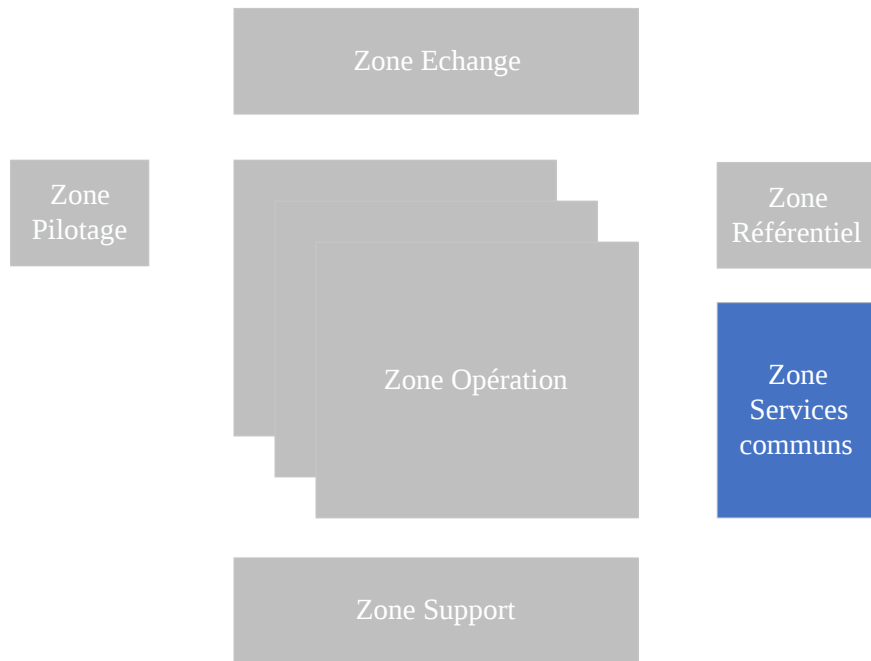 Zone Echange
Zone
Pilotage
Zone
Référentiel
Zone Opération
Zone
Services
communs
Zone Support